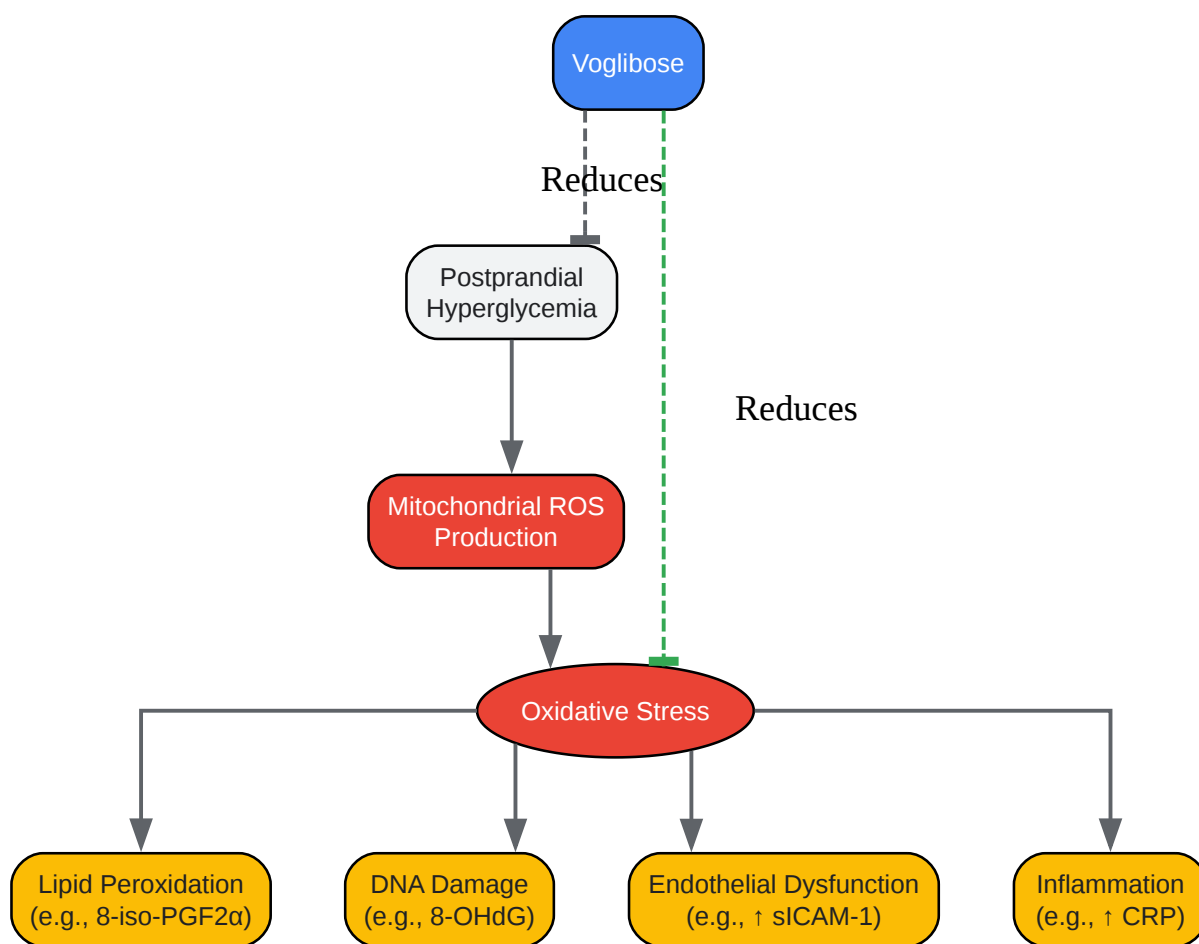 Voglibose
Reduces
Postprandial
Hyperglycemia
Reduces
Mitochondrial ROS
Production
Oxidative Stress
Lipid Peroxidation
(e.g., 8-iso-PGF2α)
DNA Damage
(e.g., 8-OHdG)
Endothelial Dysfunction
(e.g., ↑ sICAM-1)
Inflammation
(e.g., ↑ CRP)